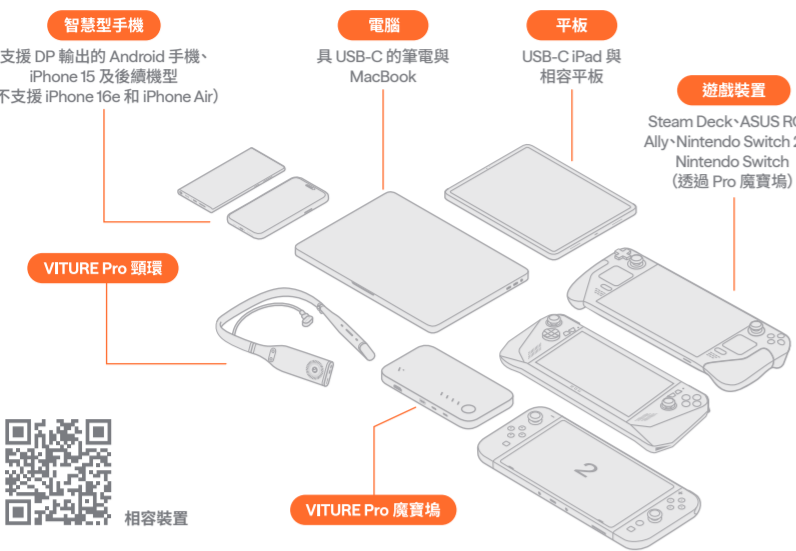 智慧型手機
支援 DP 輸出的 Android 手機、
iPhone 15 及後續機型
不支援 iPhone 16e 和 iPhone Air）
電腦
具 USB-C 的筆電與
MacBook
平板
USB-C iPad 與
相容平板
遊戲裝置
Steam Deck、ASUS RO
Ally、Nintendo Switch 2
Nintendo Switch
（透過 Pro 魔寶塢）
VITURE Pro 頸環
2
VITURE Pro 魔寶塢
相容裝置